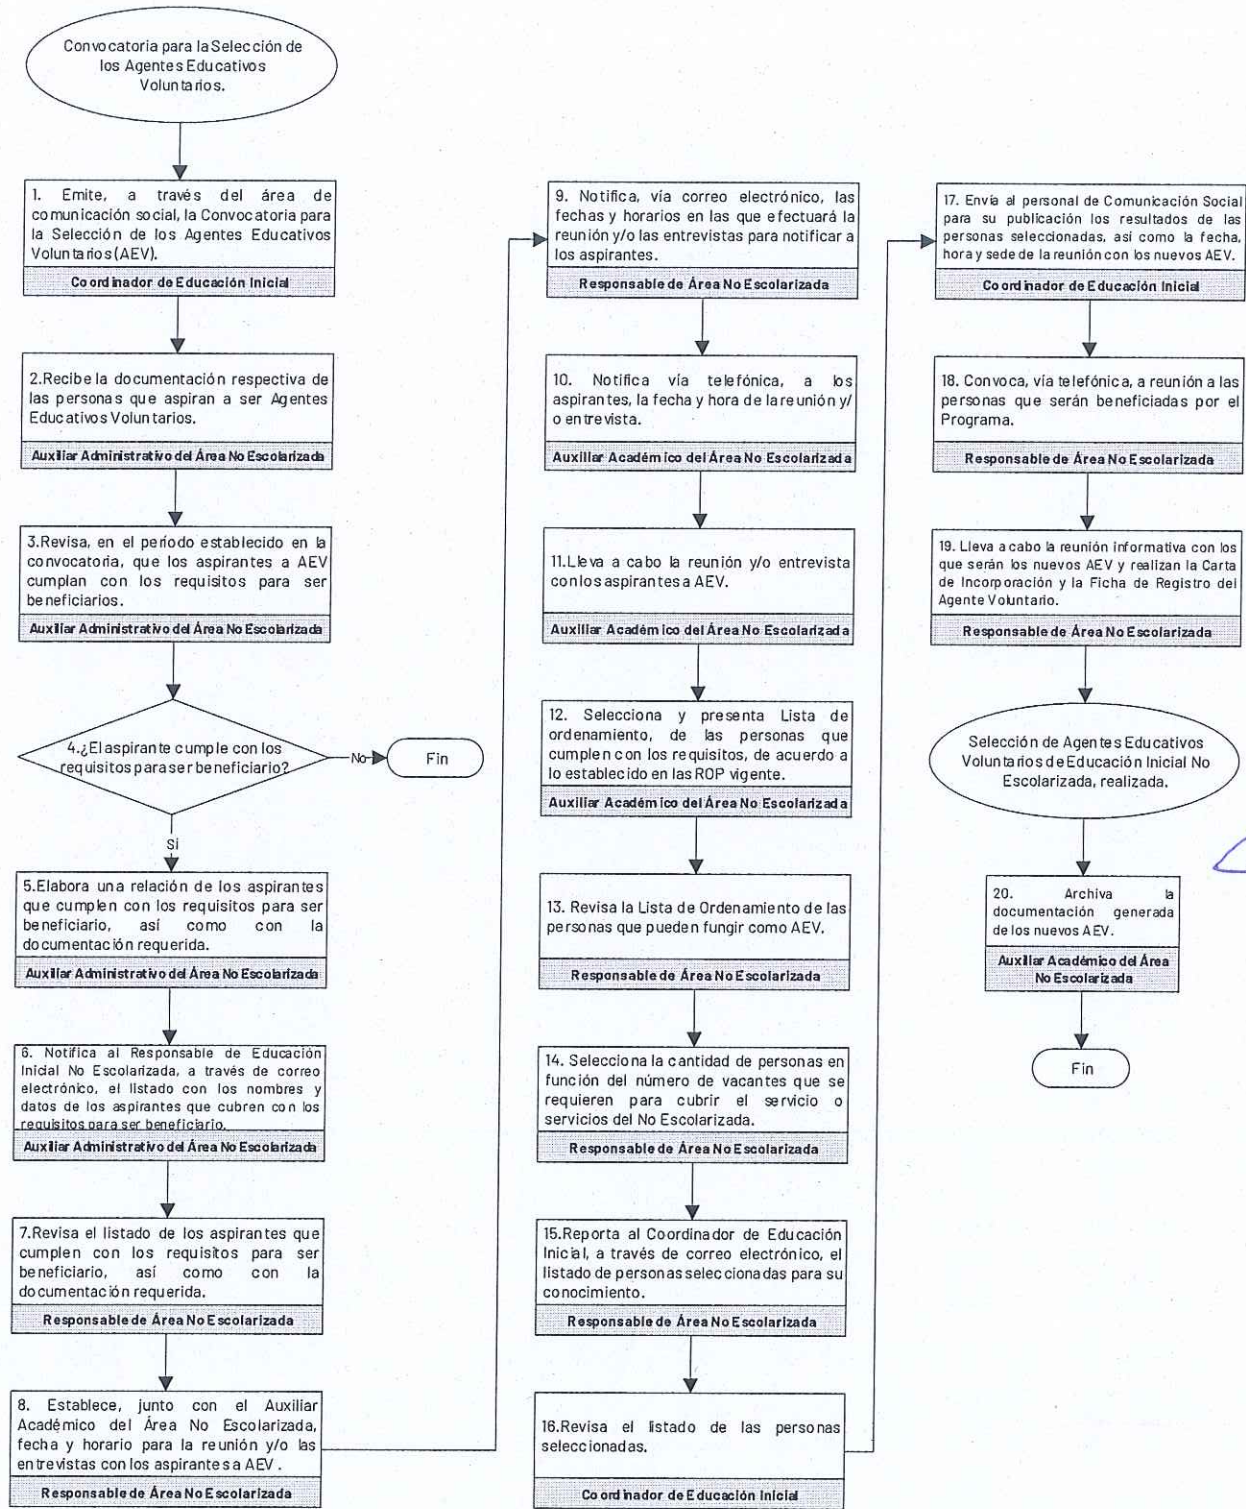 Convocatoria para la Selección de
los Agentes Educativos
Voluntarios.
1. Emite, a través del área de
comunicación social, la Convocatoria para
la Selección de los Agentes Educativos
Voluntarios (AEV).
Coordinador de Educación Inicial
2.Recibe la documentación respectiva de
las personas que aspiran a ser Agentes
Educativos Voluntarios.
Auxiliar Administrativo del Área No Escolarizada
3.Revisa, en el período establecido en la
convocatoria, que los aspirantes a AEV
cumplan con los requisitos para ser
beneficiarios.
Auxiliar Administrativo del Área No Escolarizada
4.¿El aspirante cumple con los
requisitos para ser beneficiario?
No
Fin
Si
5.Elabora una relación de los aspirantes
que cumplen con los requisitos para ser
beneficiario, así como con la
documentación requerida.
Auxiliar Administrativo del Área No Escolarizada
6. Notifica al Responsable de Educación
Inicial No Escolarizada, a través de correo
electrónico, el listado con los nombres y
datos de los aspirantes que cubren con los
requisitos para ser beneficiario.
Auxiliar Administrativo del Área No Escolarizada
7.Revisa el listado de los aspirantes que
cumplen con los requisitos para ser
beneficiario, así como con la
documentación requerida.
Responsable de Área No Escolarizada
8. Establece, junto con el Auxiliar
Académico del Área No Escolarizada,
fecha y horario para la reunión y/o las
entrevistas con los aspirantes a AEV.
Responsable de Área No Escolarizada
9. Notifica, vía correo electrónico, las
fechas y horarios en las que efectuará la
reunión y/o las entrevistas para notificar a
los aspirantes.
Responsable de Área No Escolarizada
10. Notifica vía telefónica, a los
aspirantes, la fecha y hora de la reunión y/
o entrevista.
Auxiliar Académico del Área No Escolarizada
11.Lleva a cabo la reunión y/o entrevista
con los aspirantes a AEV.
Auxiliar Académico del Área No Escolarizada
12. Selecciona y presenta Lista de
ordenamiento, de las personas que
cumplen con los requisitos, de acuerdo a
lo establecido en las ROP vigente.
Auxiliar Académico del Área No Escolarizada
13. Revisa la Lista de Ordenamiento de las
personas que pueden fungir como AEV.
Responsable de Área No Escolarizada
14. Selecciona la cantidad de personas en
función del número de vacantes que se
requieren para cubrir el servicio o
servicios del No Escolarizada.
Responsable de Área No Escolarizada
15.Reporta al Coordinador de Educación
Inicial, a través de correo electrónico, el
listado de personas seleccionadas para su
conocimiento.
Responsable de Área No Escolarizada
16.Revisa el listado de las personas
seleccionadas.
Coordinador de Educación Inicial
17. Envía al personal de Comunicación Social
para su publicación los resultados de las
personas seleccionadas, así como la fecha,
hora y sede de la reunión con los nuevos AEV.
Coordinador de Educación Inicial
18. Convoca, vía telefónica, a reunión a las
personas que serán beneficiadas por el
Programa.
Responsable de Área No Escolarizada
19. Lleva a cabo la reunión informativa con los
que serán los nuevos AEV y realizan la Carta
de Incorporación y la Ficha de Registro del
Agente Voluntario.
Responsable de Área No Escolarizada
Selección de Agentes Educativos
Voluntarios de Educación Inicial No
Escolarizada, realizada.
20. Archiva la
documentación generada
de los nuevos AEV.
Auxiliar Académico del Área
No Escolarizada
Fin